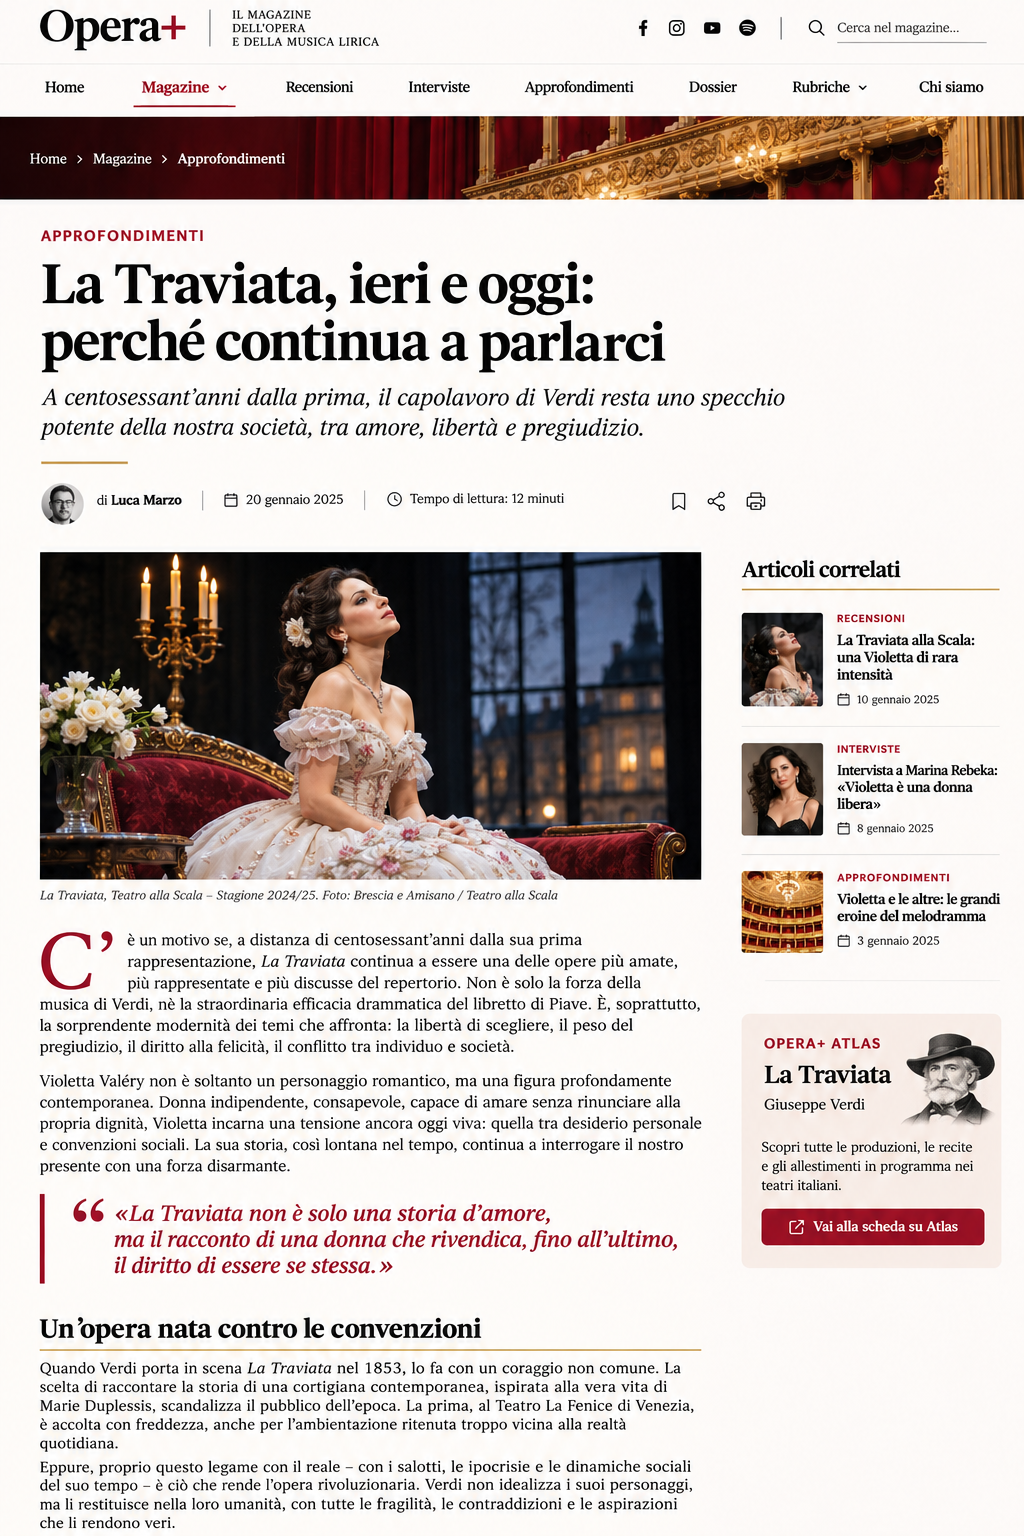 Opera+
IL MAGAZINE
DELL'OPERA
E DELLA MUSICA LIRICA
Cerca nel magazine...
Home
Magazine
Recensioni
Interviste
Approfondimenti
Dossier
Rubriche
Chi siamo
Home > Magazine > Approfondimenti
APPROFONDIMENTI
La Traviata, ieri e oggi:
perché continua a parlarci
A centosessant'anni dalla prima, il capolavoro di Verdi resta uno specchio
potente della nostra società, tra amore, libertà e pregiudizio.
di Luca Marzo
20 gennaio 2025
Tempo di lettura: 12 minuti
La Traviata, Teatro alla Scala – Stagione 2024/25. Foto: Brescia e Amisano / Teatro alla Scala
C'è un motivo se, a distanza di centosessant'anni dalla sua prima
rappresentazione, La Traviata continua a essere una delle opere più amate,
più rappresentate e più discusse del repertorio. Non è solo la forza della
musica di Verdi, nè la straordinaria efficacia drammatica del libretto di Piave. È, soprattutto,
la sorprendente modernità dei temi che affronta: la libertà di scegliere, il peso del
pregiudizio, il diritto alla felicità, il conflitto tra individuo e società.
Violetta Valéry non è soltanto un personaggio romantico, ma una figura profondamente
contemporanea. Donna indipendente, consapevole, capace di amare senza rinunciare alla
propria dignità, Violetta incarna una tensione ancora oggi viva: quella tra desiderio personale
e convenzioni sociali. La sua storia, così lontana nel tempo, continua a interrogare il nostro
presente con una forza disarmante.
“ «La Traviata non è solo una storia d'amore,
ma il racconto di una donna che rivendica, fino all'ultimo,
il diritto di essere se stessa.»
Un'opera nata contro le convenzioni
Quando Verdi porta in scena La Traviata nel 1853, lo fa con un coraggio non comune. La
scelta di raccontare la storia di una cortigiana contemporanea, ispirata alla vera vita di
Marie Duplessis, scandalizza il pubblico dell'epoca. La prima, al Teatro La Fenice di Venezia,
è accolta con freddezza, anche per l'ambientazione ritenuta troppo vicina alla realtà
quotidiana.
Eppure, proprio questo legame con il reale – con i salotti, le ipocrisie e le dinamiche sociali
del suo tempo – è ciò che rende l'opera rivoluzionaria. Verdi non idealizza i suoi personaggi,
ma li restituisce nella loro umanità, con tutte le fragilità, le contraddizioni e le aspirazioni
che li rendono veri.
Articoli correlati
RECENSIONI
La Traviata alla Scala:
una Violetta di rara
intensità
10 gennaio 2025
INTERVISTE
Intervista a Marina Rebeka:
«Violetta è una donna
libera»
8 gennaio 2025
APPROFONDIMENTI
Violetta e le altre: le grandi
eroine del melodramma
3 gennaio 2025
OPERA+ ATLAS
La Traviata
Giuseppe Verdi
Scopri tutte le produzioni, le recite
e gli allestimenti in programma nei
teatri italiani.
Vai alla scheda su Atlas